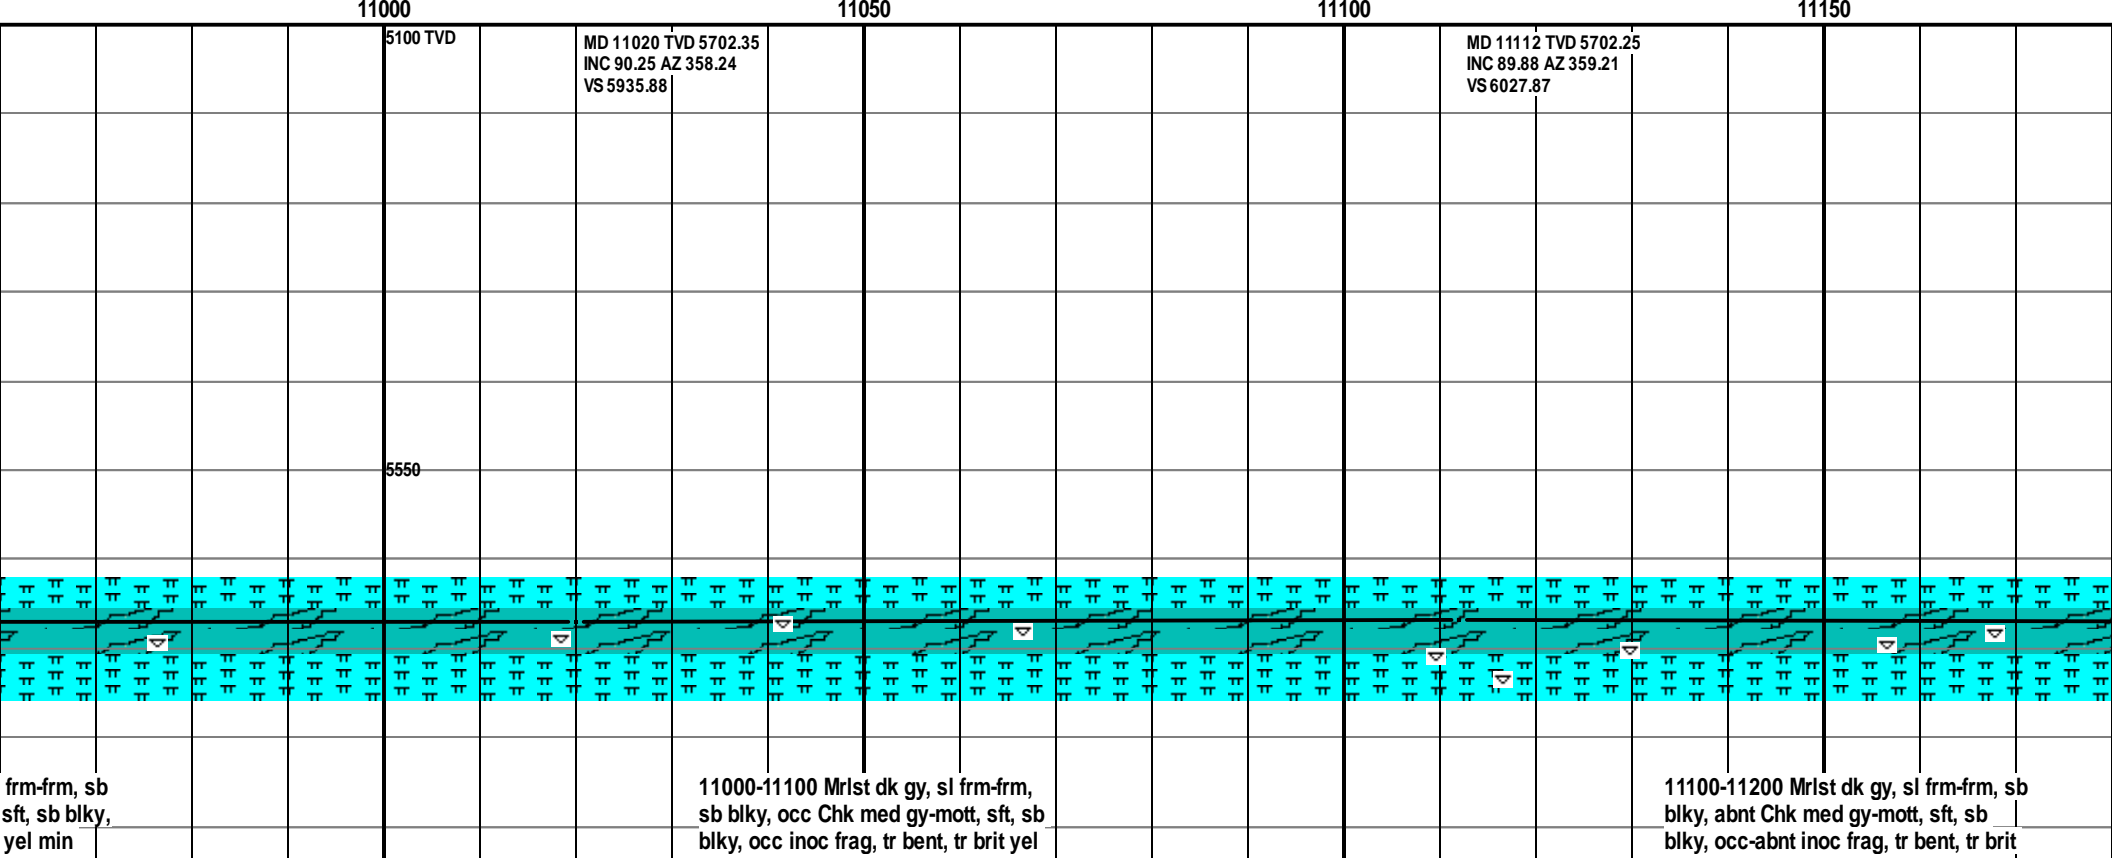 11000 11050 11100 11150
5100 TVD
MD 11020 TVD 5702.35
INC 90.25 AZ 358.24
VS 5935.88
MD 11112 TVD 5702.25
INC 89.88 AZ 359.21
VS 6027.87
5550
frm-frm, sb
sft, sb blky,
yel min
11000-11100 Mrlst dk gy, sl frm-frm,
sb blky, occ Chk med gy-mott, sft, sb
blky, occ inoc frag, tr bent, tr brit yel
11100-11200 Mrlst dk gy, sl frm-frm, sb
blky, abnt Chk med gy-mott, sft, sb
blky, occ-abnt inoc frag, tr bent, tr brit